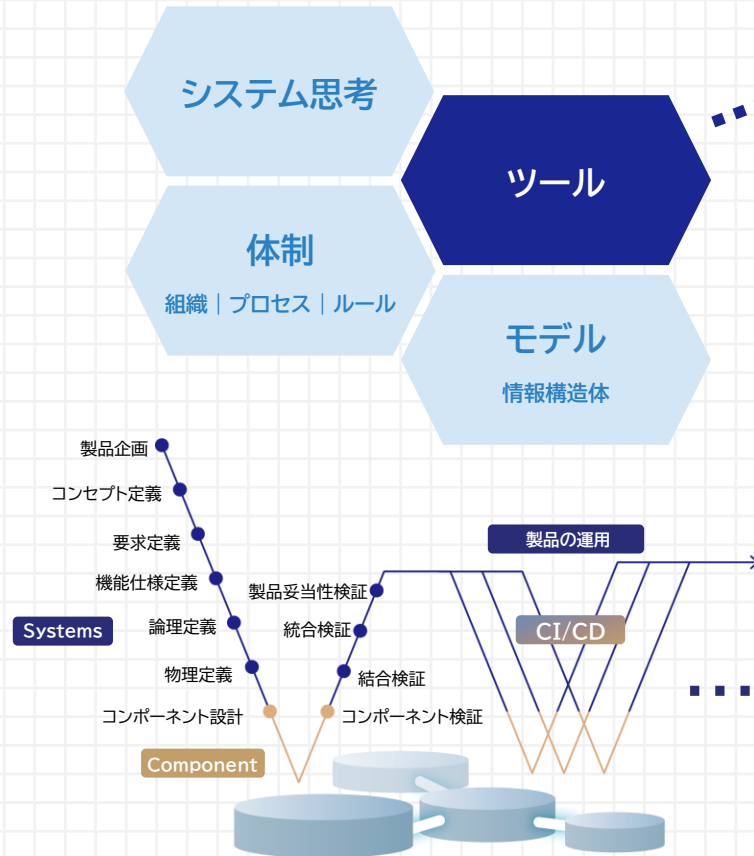 システム思考
ツール
体制
組織｜プロセス｜ルール
モデル
情報構造体
製品企画
コンセプト定義
要求定義
製品の運用
機能仕様定義
製品妥当性検証
Systems
論理定義
統合検証
CI/CD
物理定義
結合検証
コンポーネント設計
コンポーネント検証
Component